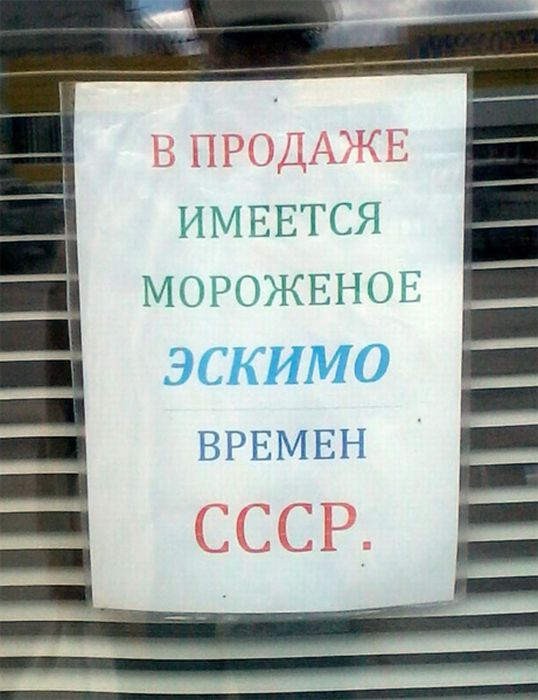 В ПРОДАЖЕ
ИМЕЕТСЯ
МОРОЖЕНОЕ
ЭСКИМО
ВРЕМЕН
СССР.